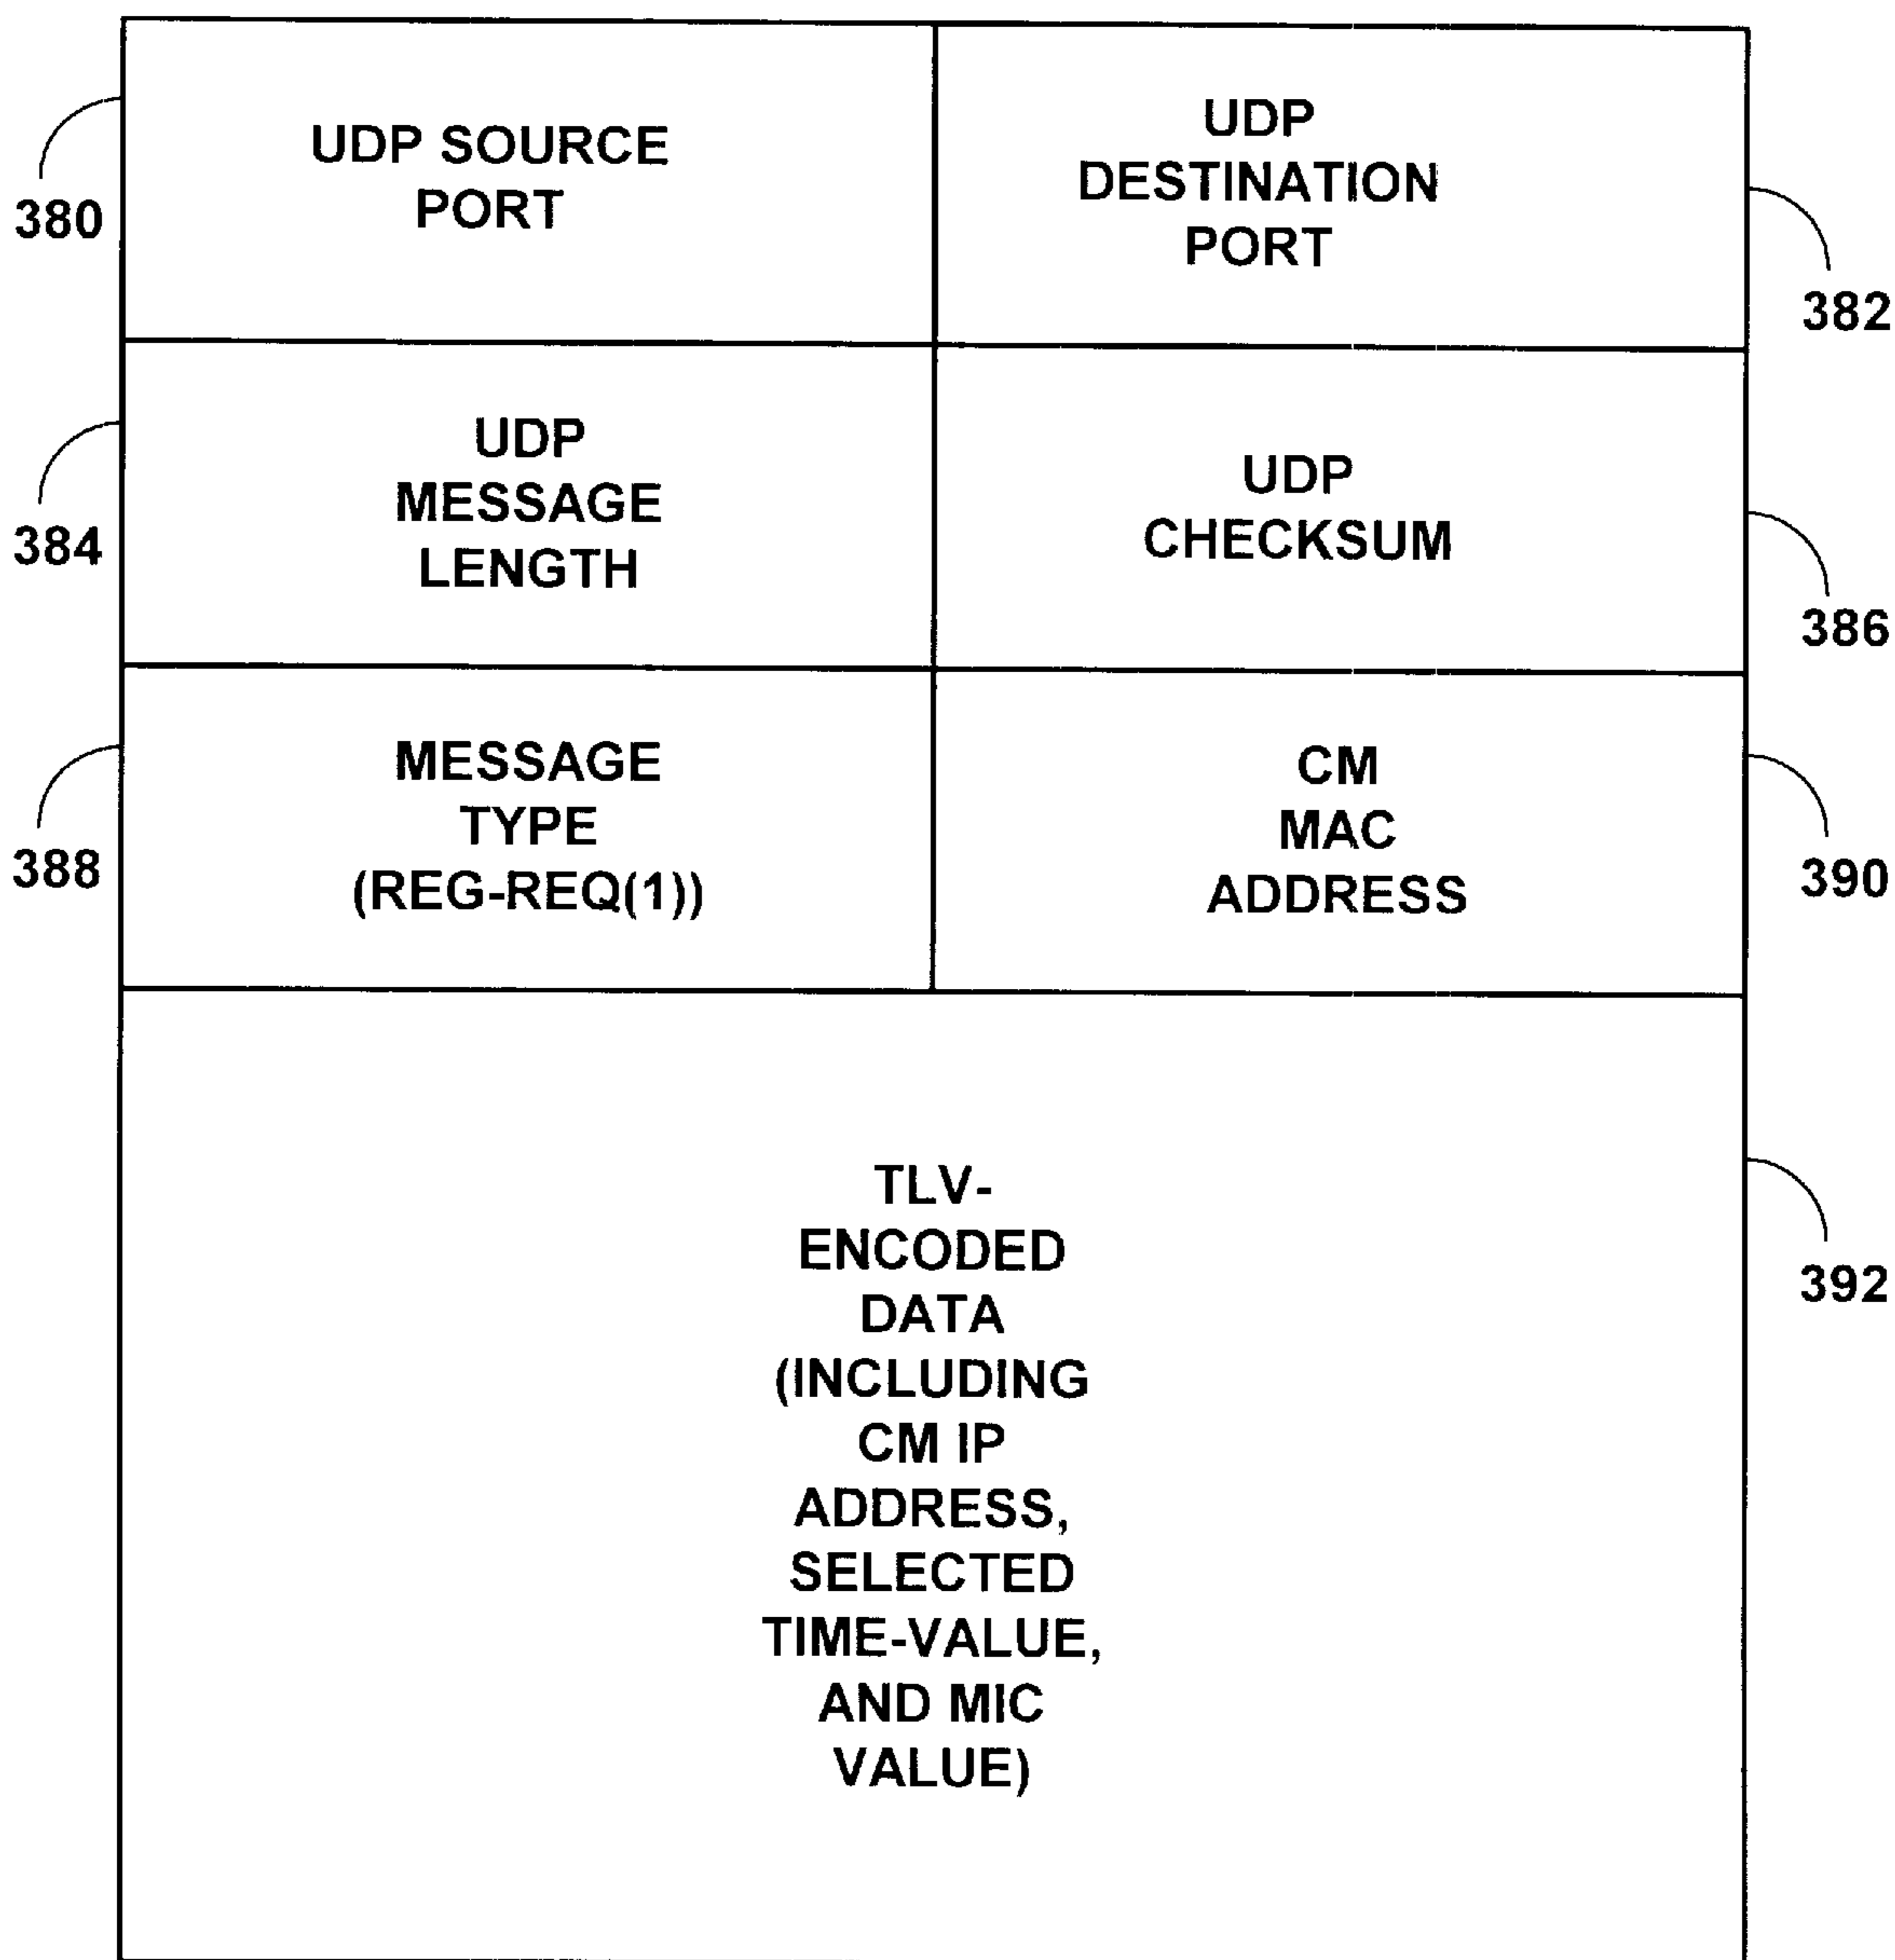 UDP SOURCE
PORT
380
UDP
DESTINATION
PORT
382
UDP
MESSAGE
LENGTH
384
UDP
CHECKSUM
386
MESSAGE
TYPE
(REG-REQ(1))
388
CM
MAC
ADDRESS
390
TLV-
ENCODED
DATA
(INCLUDING
CM IP
ADDRESS,
SELECTED
TIME-VALUE,
AND MIC
VALUE)
392